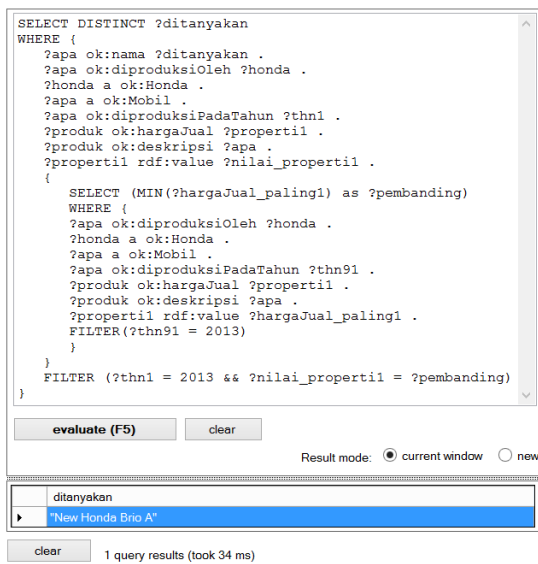 SELECT DISTINCT ?ditanyakan
WHERE {
?apa ok:nama ?ditanyakan .
?apa ok:diproduksiOleh ?honda .
?honda a ok:Honda .
?apa a ok:Mobil .
?apa ok:diproduksiPadaTahun ?thn1 .
?produk ok:hargaJual ?properti1 .
?produk ok:deskripsi ?apa .
?properti1 rdf:value ?nilai_properti1 .
{
SELECT (MIN(?hargaJual_paling1) as ?pembanding)
WHERE {
?apa ok:diproduksiOleh ?honda .
?honda a ok:Honda .
?apa a ok:Mobil .
?apa ok:diproduksiPadaTahun ?thn91 .
?produk ok:hargaJual ?properti1 .
?produk ok:deskripsi ?apa .
?properti1 rdf:value ?hargaJual_paling1 .
FILTER(?thn91 = 2013)
}
}
FILTER (?thn1 = 2013 && ?nilai_properti1 = ?pembanding)
}
evaluate (F5) clear
Result mode: current window new
ditanyakan
"New Honda Brio A"
clear 1 query results (took 34 ms)